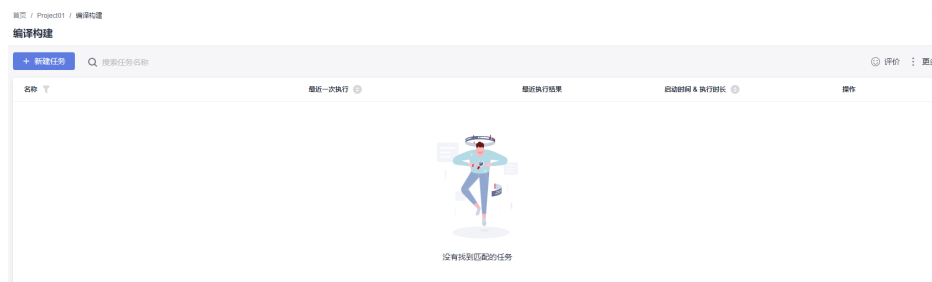 首页 / Project01 / 编译构建
编译构建
+ 新建任务 搜索任务名称 评价 更多
名称 最近一次执行 最近执行结果 启动时间 & 执行时长 操作
没有找到匹配的任务